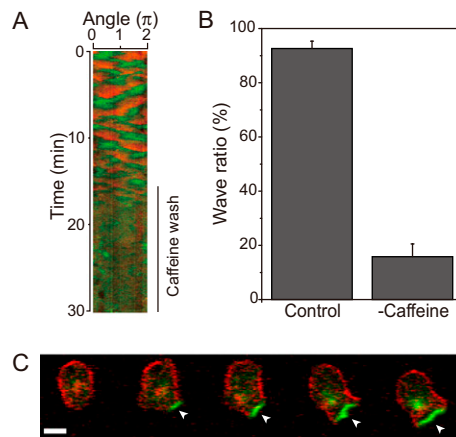 A
Angle (π)
0 1 2
0
10
20
30
Time (min)
Caffeine wash
B
100
80
60
40
20
0
Wave ratio (%)
Control
-Caffeine
C